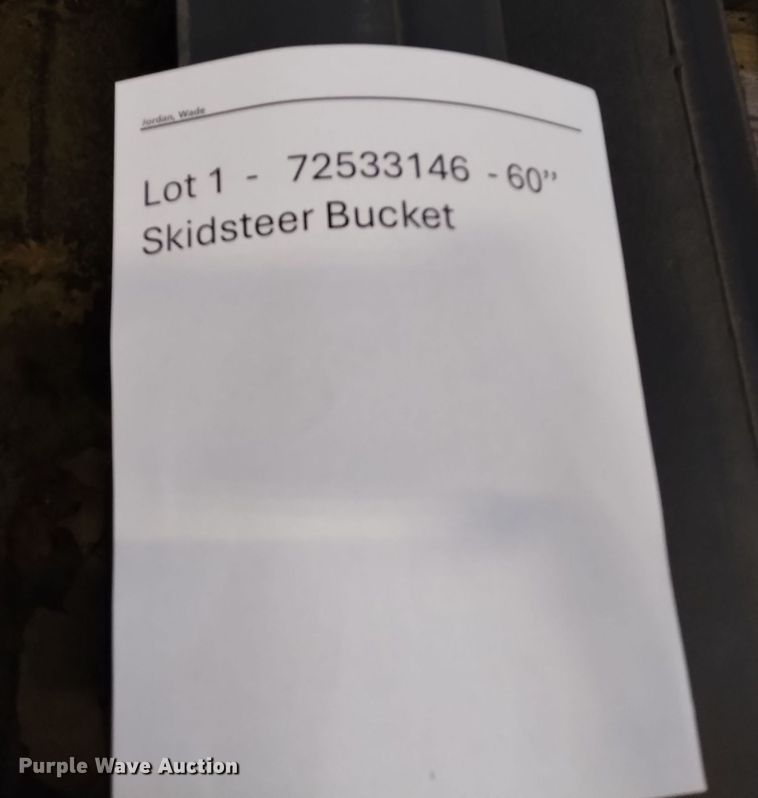 Jordan, Wade
Lot 1 - 72533146 - 60”
Skidsteer Bucket
Purple Wave Auction